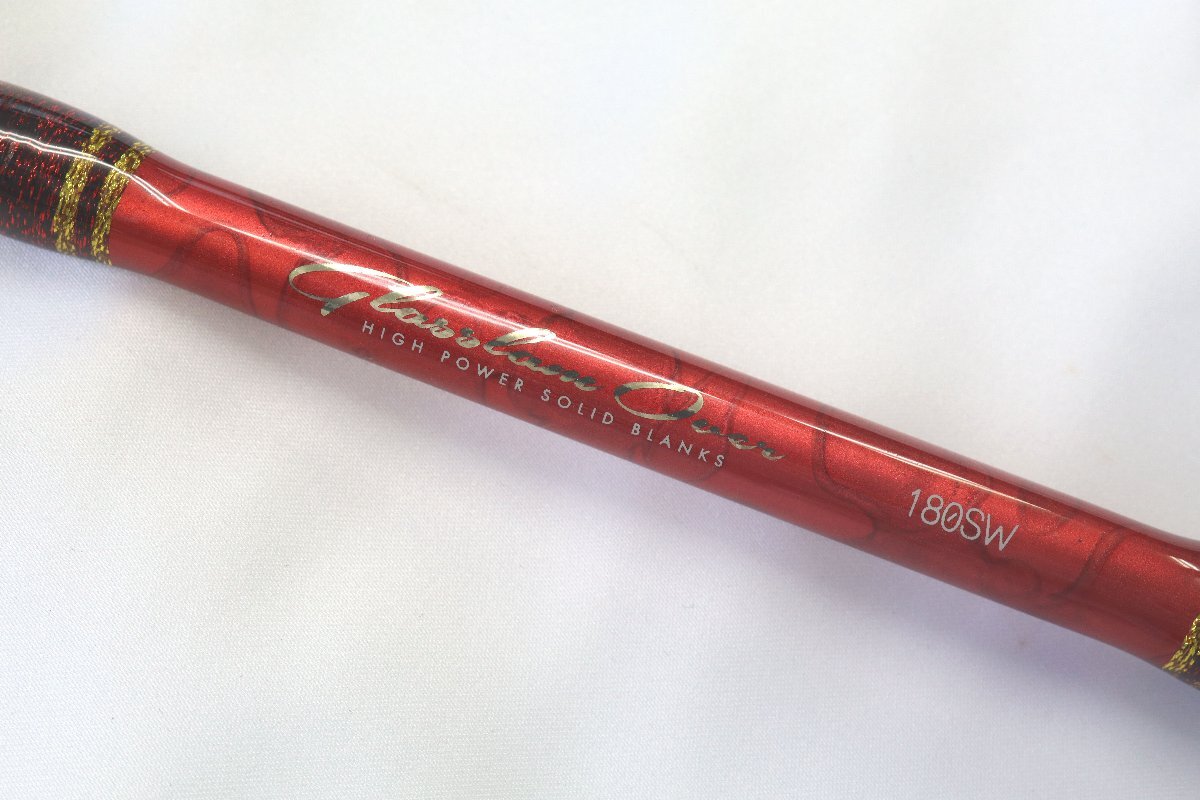 Glasslam Over
HIGH POWER SOLID BLANKS
180SW